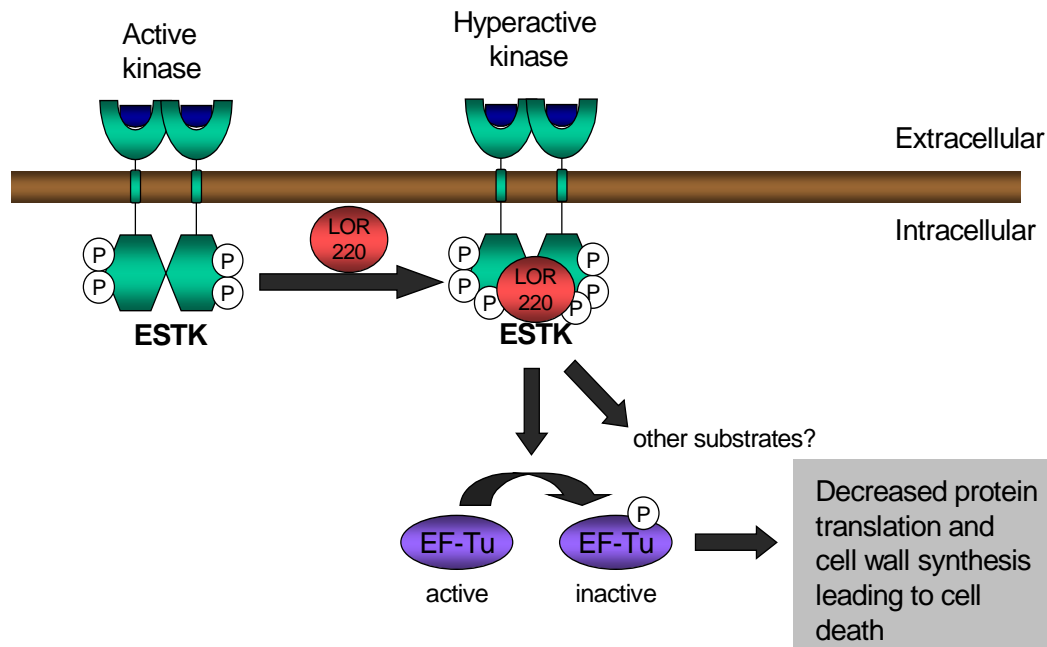 Active
kinase
Hyperactive
kinase
Extracellular
Intracellular
LOR
220
P
P
P
P
ESTK
P
P
P
LOR
220
P
P
P
ESTK
other substrates?
P
EF-Tu
EF-Tu
active
inactive
Decreased protein
translation and
cell wall synthesis
leading to cell
death